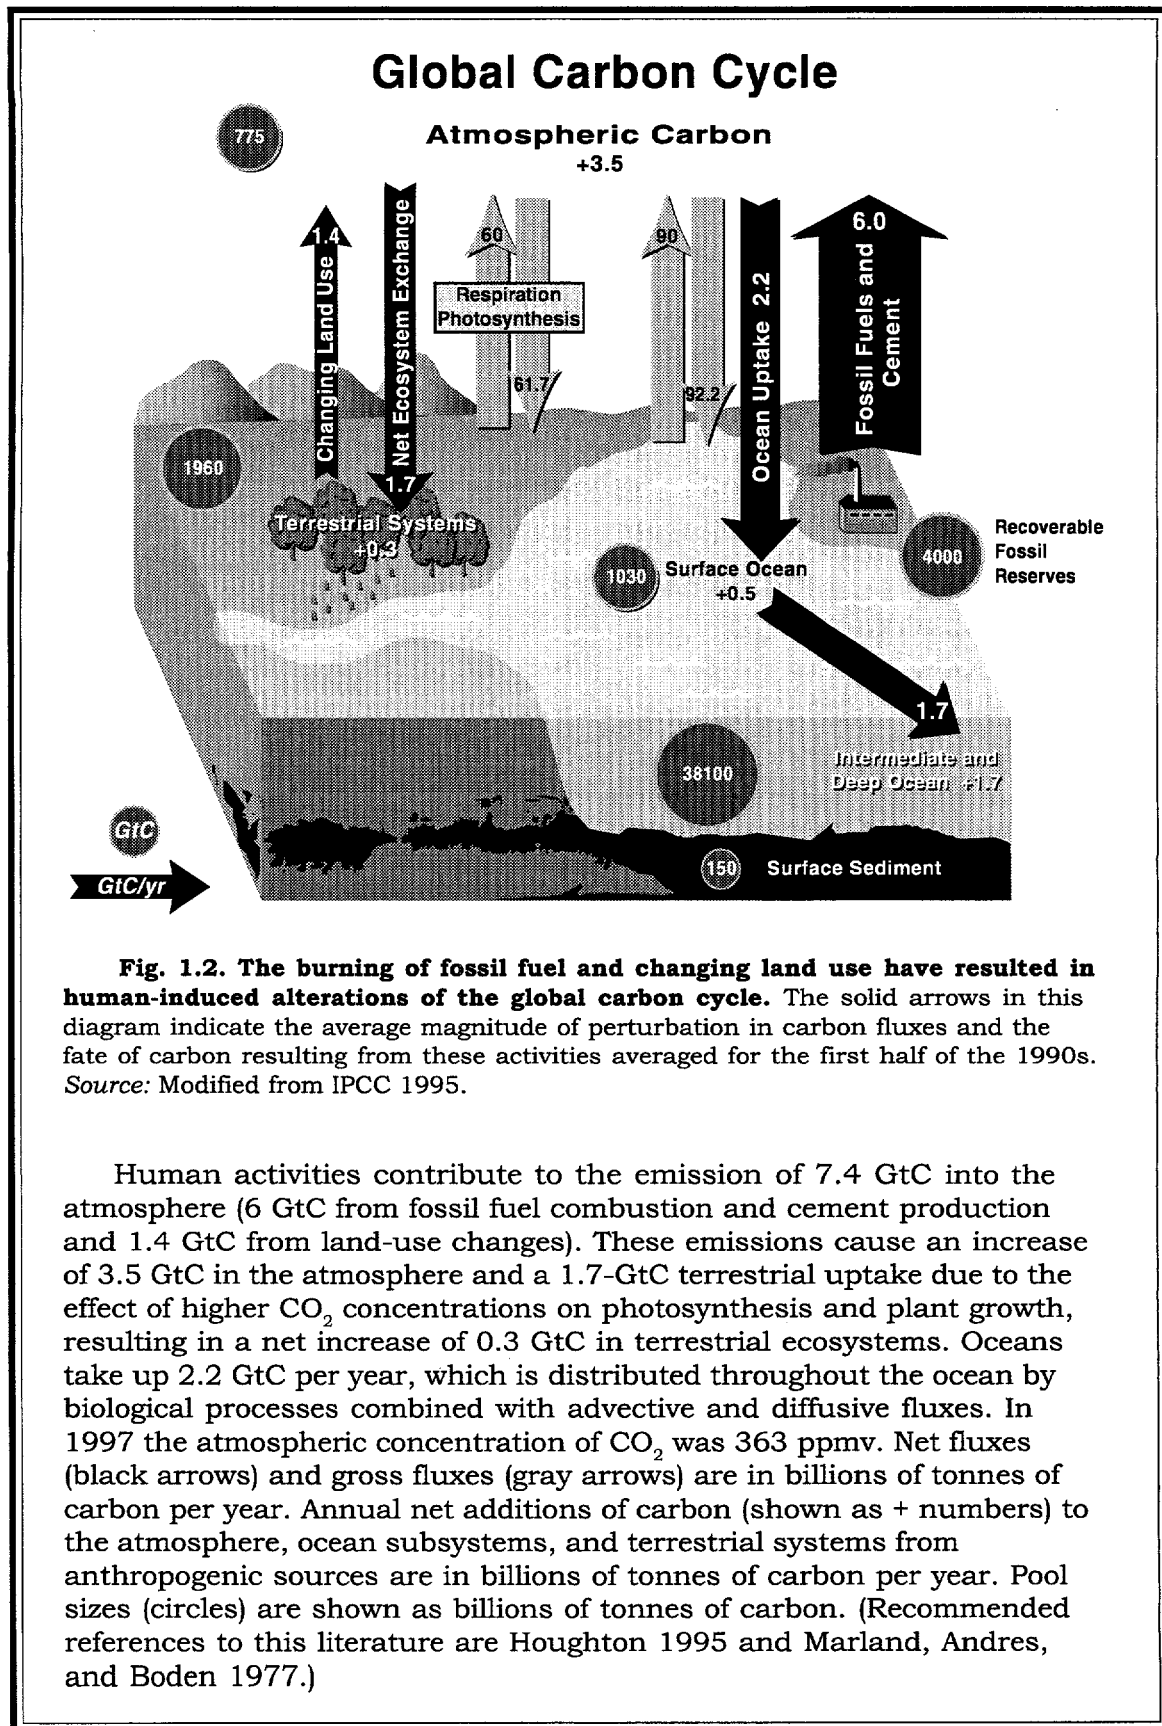 Global Carbon Cycle
775
Atmospheric Carbon
+3.5
1.4
Changing Land Use
Net Ecosystem Exchange
1.7
60
Respiration
Photosynthesis
61.7
90
92.2
Ocean Uptake 2.2
6.0
Fossil Fuels and
Cement
1960
Terrestrial Systems
+0.3
1030
Surface Ocean
+0.5
4000
Recoverable
Fossil
Reserves
1.7
38100
Intermediate and
Deep Ocean +1.7
GtC
150
Surface Sediment
GtC/yr
Fig. 1.2. The burning of fossil fuel and changing land use have resulted in
human-induced alterations of the global carbon cycle. The solid arrows in this
diagram indicate the average magnitude of perturbation in carbon fluxes and the
fate of carbon resulting from these activities averaged for the first half of the 1990s.
Source: Modified from IPCC 1995.
Human activities contribute to the emission of 7.4 GtC into the
atmosphere (6 GtC from fossil fuel combustion and cement production
and 1.4 GtC from land-use changes). These emissions cause an increase
of 3.5 GtC in the atmosphere and a 1.7-GtC terrestrial uptake due to the
effect of higher CO₂ concentrations on photosynthesis and plant growth,
resulting in a net increase of 0.3 GtC in terrestrial ecosystems. Oceans
take up 2.2 GtC per year, which is distributed throughout the ocean by
biological processes combined with advective and diffusive fluxes. In
1997 the atmospheric concentration of CO₂ was 363 ppmv. Net fluxes
(black arrows) and gross fluxes (gray arrows) are in billions of tonnes of
carbon per year. Annual net additions of carbon (shown as + numbers) to
the atmosphere, ocean subsystems, and terrestrial systems from
anthropogenic sources are in billions of tonnes of carbon per year. Pool
sizes (circles) are shown as billions of tonnes of carbon. (Recommended
references to this literature are Houghton 1995 and Marland, Andres,
and Boden 1977.)